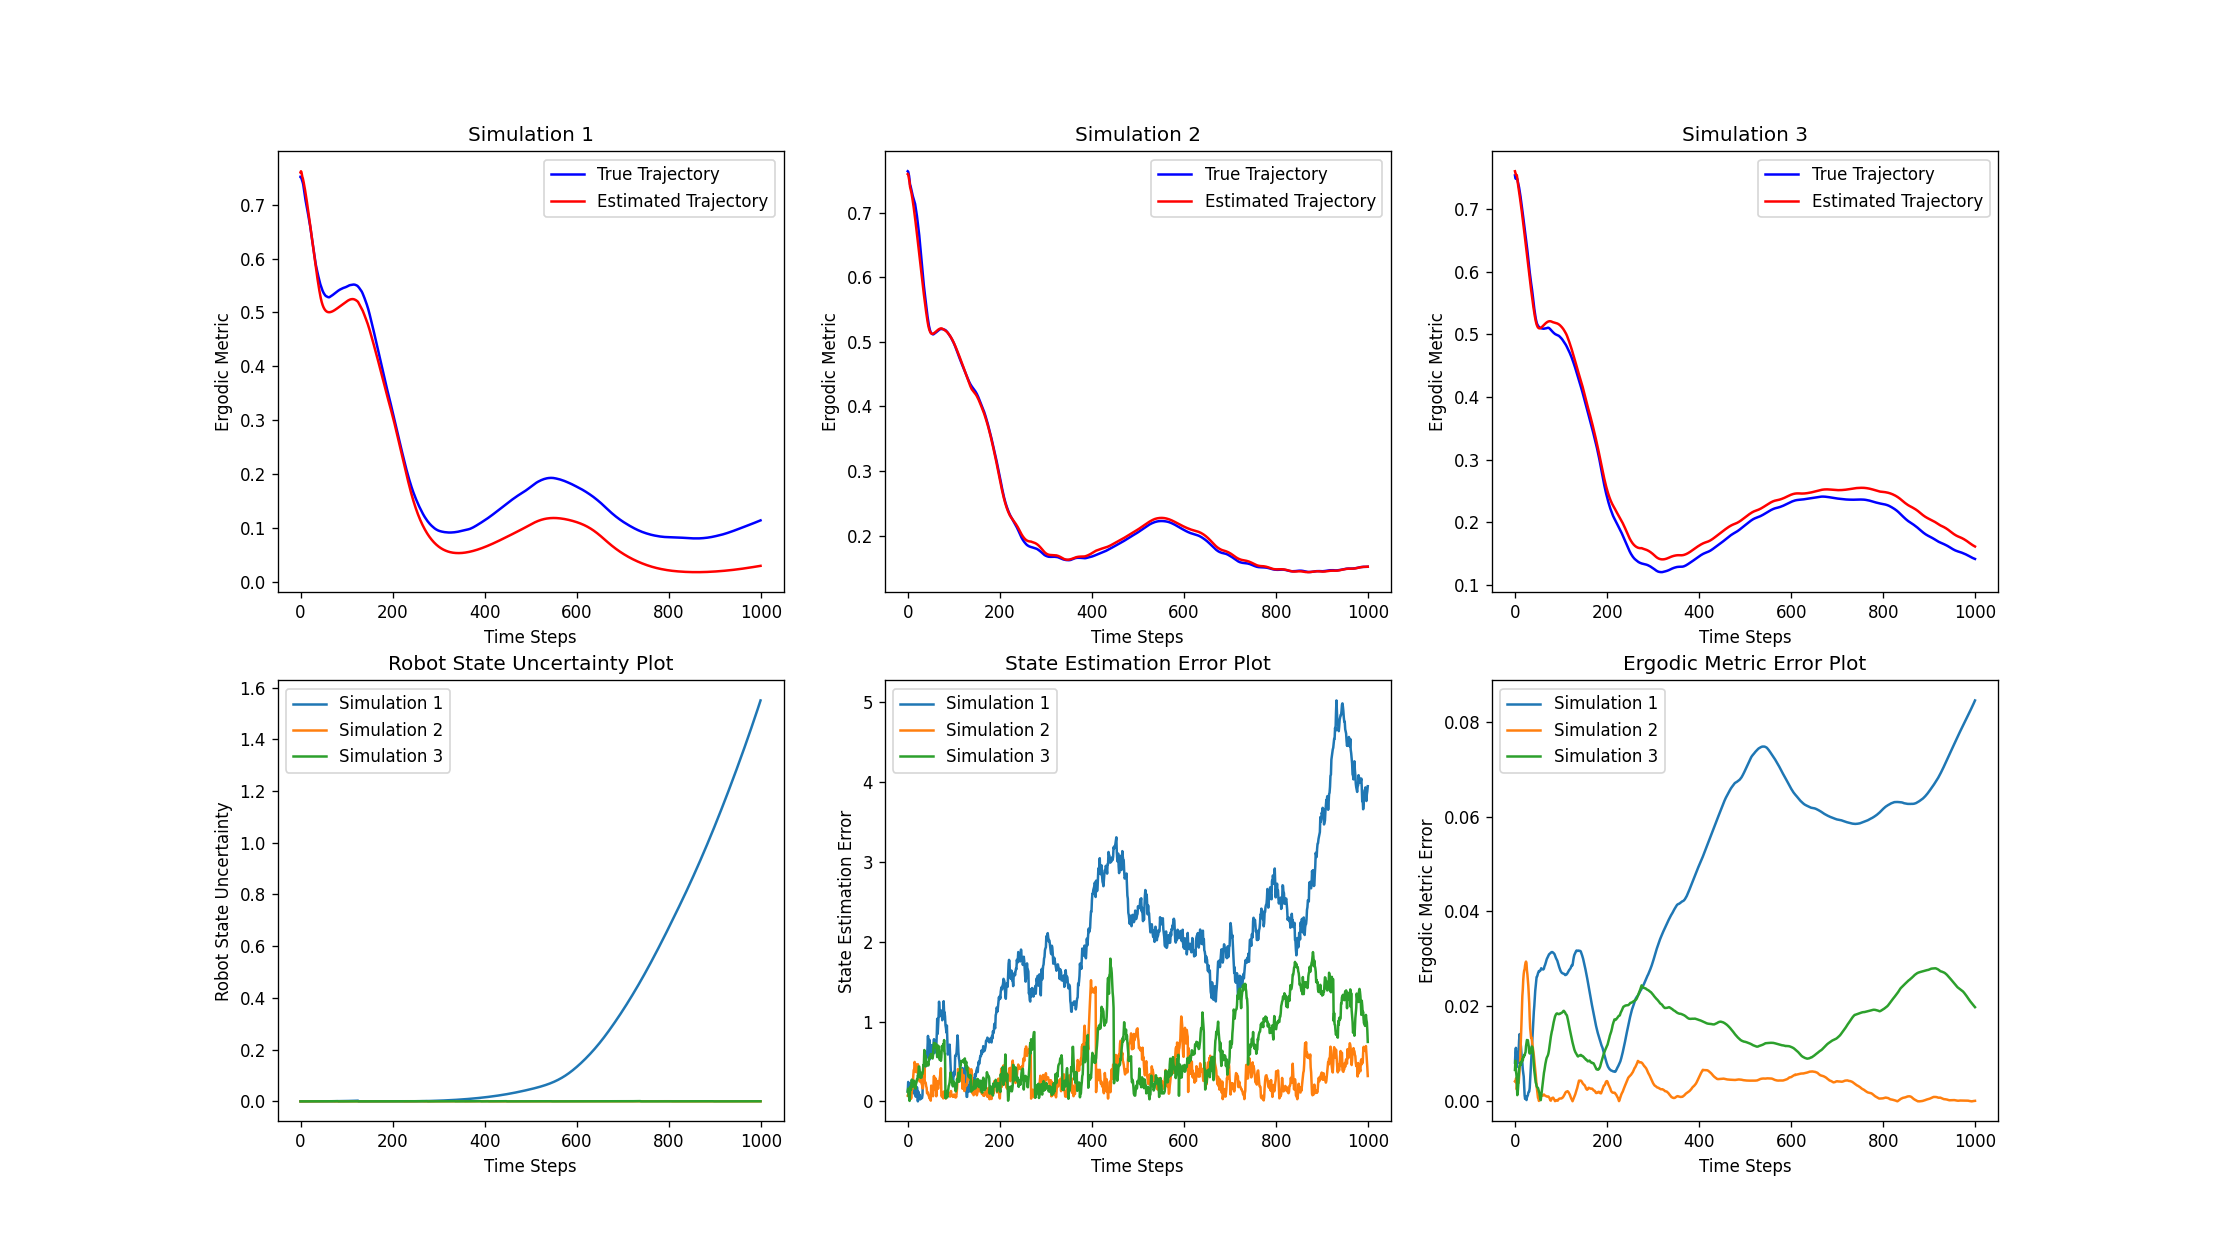 Simulation 1
Ergodic Metric
0.7
0.6
0.5
0.4
0.3
0.2
0.1
0.0
True Trajectory
Estimated Trajectory
0 200 400 600 800 1000
Time Steps
Simulation 2
Ergodic Metric
0.7
0.6
0.5
0.4
0.3
0.2
True Trajectory
Estimated Trajectory
0 200 400 600 800 1000
Time Steps
Simulation 3
Ergodic Metric
0.7
0.6
0.5
0.4
0.3
0.2
0.1
True Trajectory
Estimated Trajectory
0 200 400 600 800 1000
Time Steps
Robot State Uncertainty Plot
Robot State Uncertainty
1.6
1.4
1.2
1.0
0.8
0.6
0.4
0.2
0.0
Simulation 1
Simulation 2
Simulation 3
0 200 400 600 800 1000
Time Steps
State Estimation Error Plot
State Estimation Error
5
4
3
2
1
0
Simulation 1
Simulation 2
Simulation 3
0 200 400 600 800 1000
Time Steps
Ergodic Metric Error Plot
Ergodic Metric Error
0.08
0.06
0.04
0.02
0.00
Simulation 1
Simulation 2
Simulation 3
0 200 400 600 800 1000
Time Steps